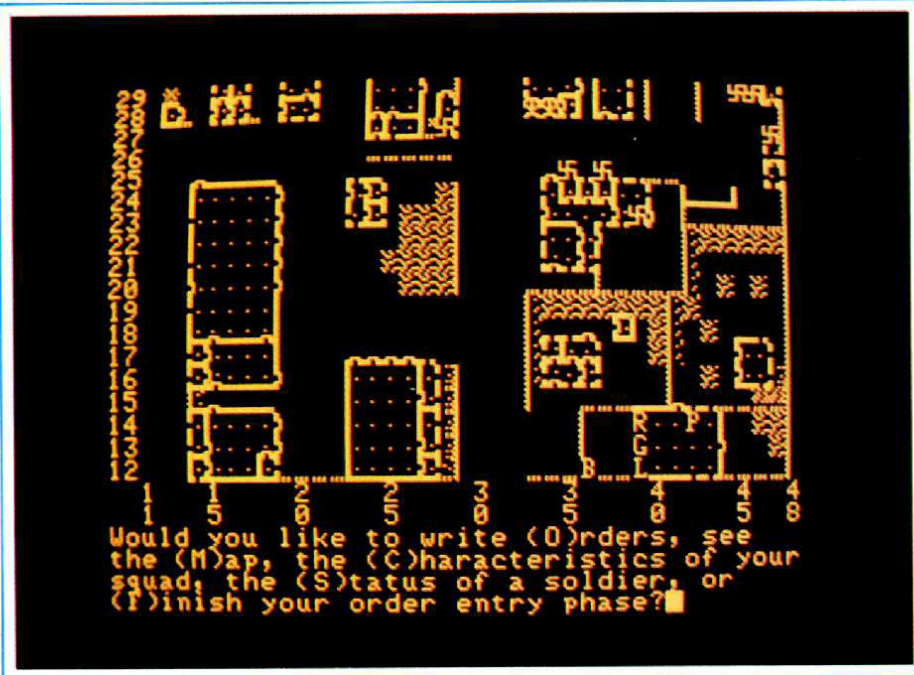 29
28
27
26
25
24
23
22
21
20
19
18
17
16
15
14
R
F
G
13
B
12
1 1 2 2 3 3 4 4 4
1 5 0 5 0 5 0 5 8
Would you like to write (O)rders, see
the (M)ap, the (C)haracteristics of your
squad, the (S)tatus of a soldier, or
(F)inish your order entry phase?